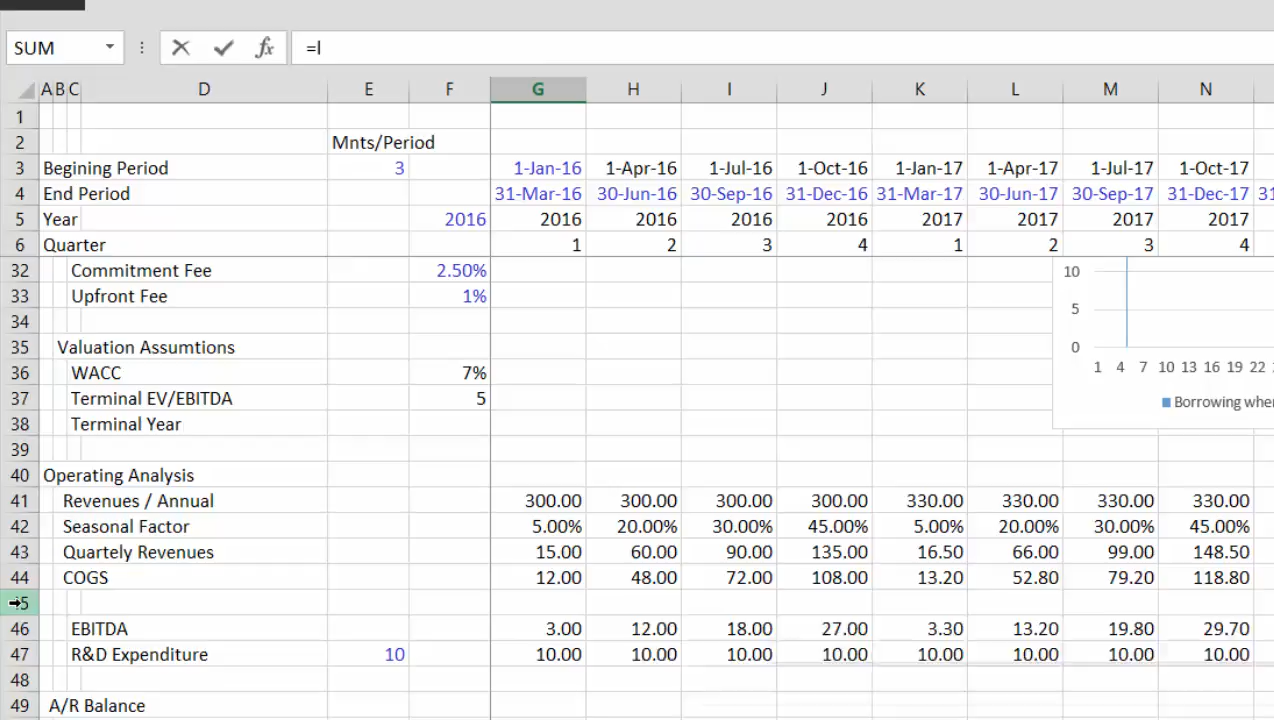 SUM =I
A B C D E F G H I J K L M N
1
2 Mnts/Period
3 Begining Period 3 1-Jan-16 1-Apr-16 1-Jul-16 1-Oct-16 1-Jan-17 1-Apr-17 1-Jul-17 1-Oct-17
4 End Period 31-Mar-16 30-Jun-16 30-Sep-16 31-Dec-16 31-Mar-17 30-Jun-17 30-Sep-17 31-Dec-17 31
5 Year 2016 2016 2016 2016 2016 2017 2017 2017 2017
6 Quarter 1 2 3 4 1 2 3 4
32 Commitment Fee 2.50% 10
33 Upfront Fee 1% 5
34
35 Valuation Assumtions 0
36 WACC 7% 1 4 7 10 13 16 19 22
37 Terminal EV/EBITDA 5 Borrowing when
38 Terminal Year
39
40 Operating Analysis
41 Revenues / Annual 300.00 300.00 300.00 300.00 330.00 330.00 330.00 330.00
42 Seasonal Factor 5.00% 20.00% 30.00% 45.00% 5.00% 20.00% 30.00% 45.00%
43 Quartely Revenues 15.00 60.00 90.00 135.00 16.50 66.00 99.00 148.50
44 COGS 12.00 48.00 72.00 108.00 13.20 52.80 79.20 118.80
46 EBITDA 3.00 12.00 18.00 27.00 3.30 13.20 19.80 29.70
47 R&D Expenditure 10 10.00 10.00 10.00 10.00 10.00 10.00 10.00 10.00
48
49 A/R Balance